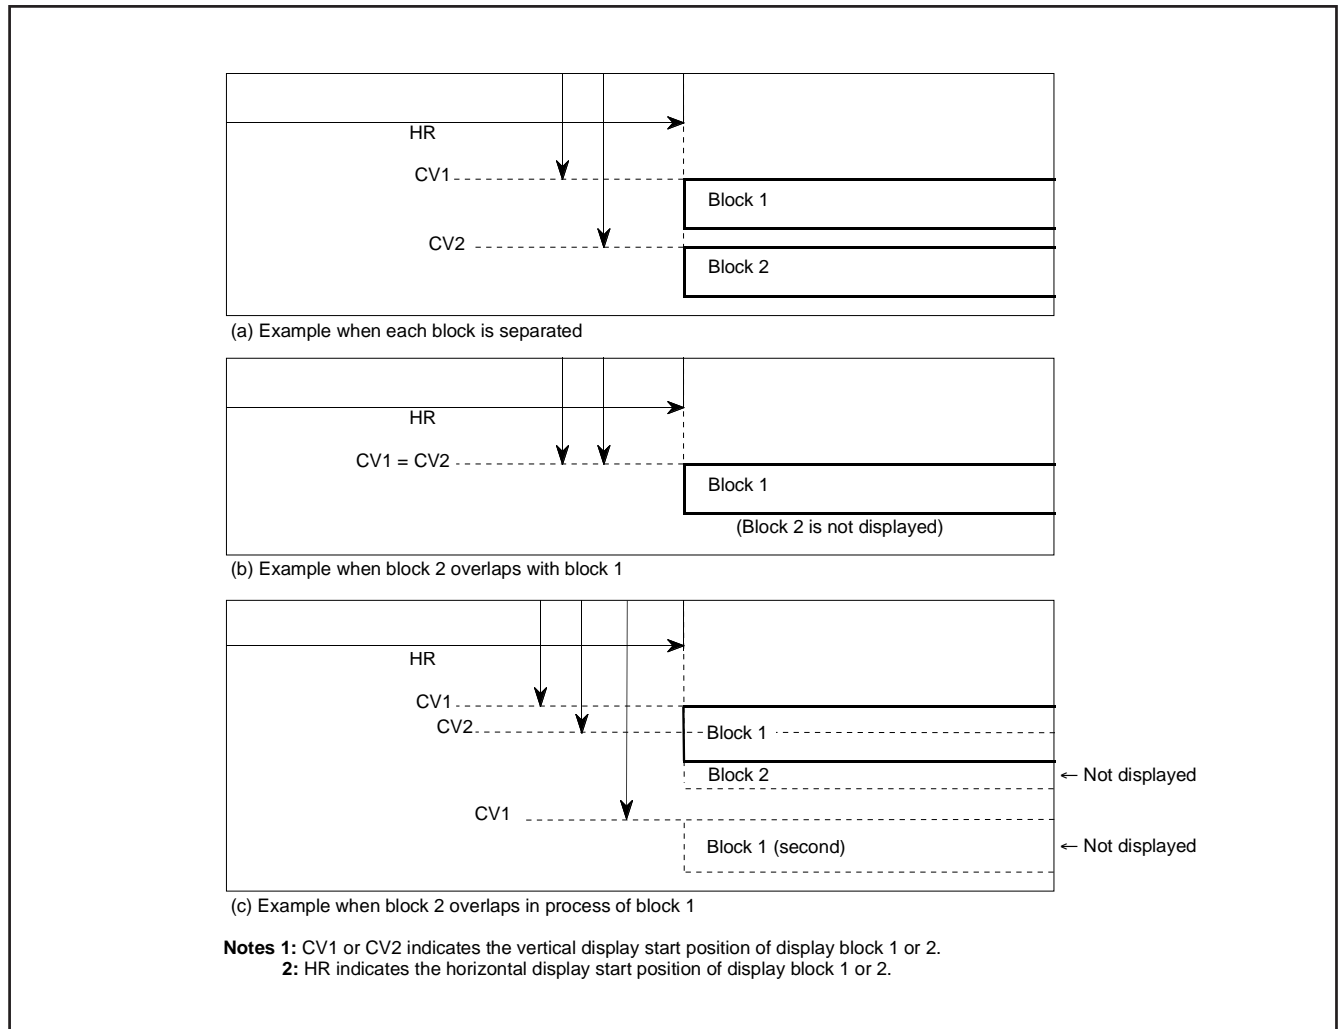 HR
CV1
Block 1
CV2
Block 2
(a) Example when each block is separated
HR
CV1 = CV2
Block 1
(Block 2 is not displayed)
(b) Example when block 2 overlaps with block 1
HR
CV1
CV2
Block 1
Block 2
← Not displayed
CV1
Block 1 (second)
← Not displayed
(c) Example when block 2 overlaps in process of block 1
Notes 1: CV1 or CV2 indicates the vertical display start position of display block 1 or 2.
2: HR indicates the horizontal display start position of display block 1 or 2.